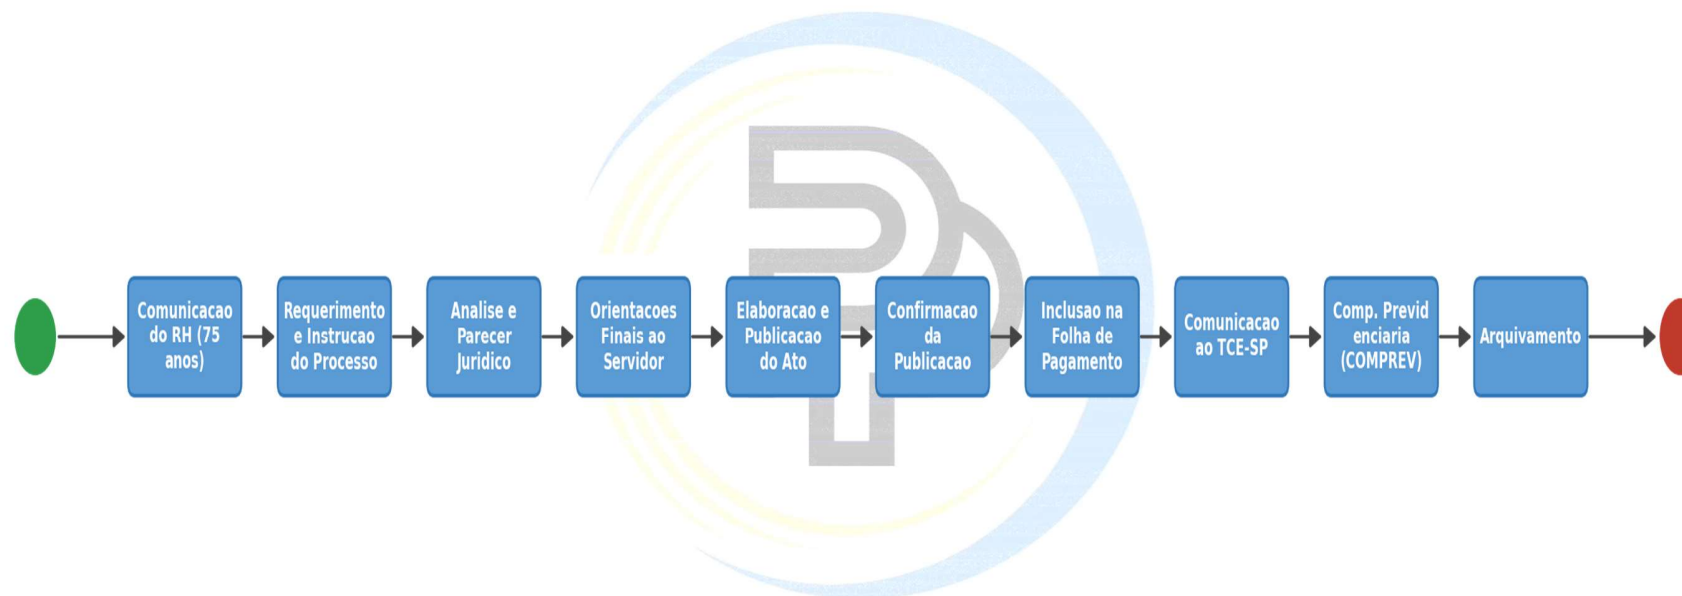 Comunicacao
do RH (75
anos)
Requerimento
e Instrucao
do Processo
Analise e
Parecer
Juridico
Orientacoes
Finais ao
Servidor
Elaboracao e
Publicacao
do Ato
Confirmacao
da
Publicacao
Inclusao na
Folha de
Pagamento
Comunicacao
ao TCE-SP
Comp. Previd
enciaria
(COMPREV)
Arquivamento